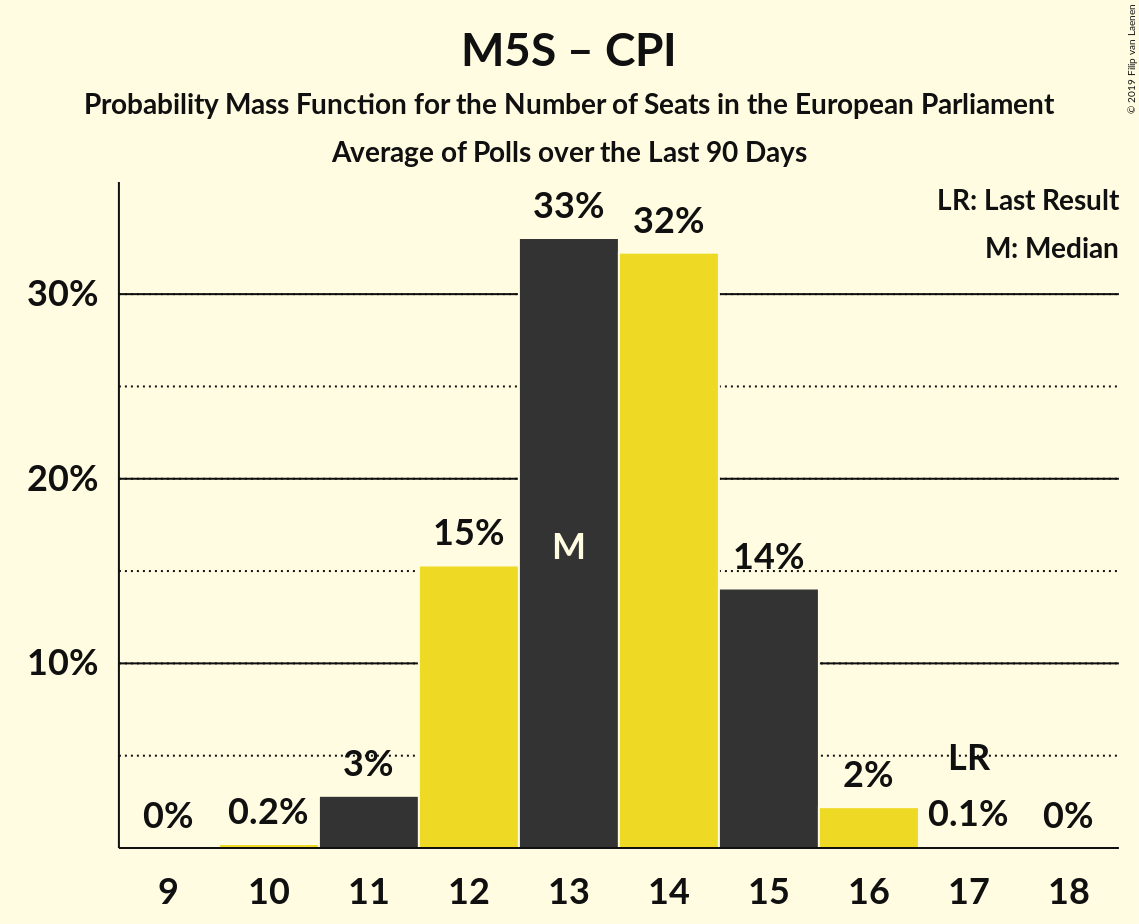 M5S – CPI
Probability Mass Function for the Number of Seats in the European Parliament
Average of Polls over the Last 90 Days
© 2019 Filip van Laenen
LR: Last Result
M: Median
33%
32%
30%
20%
15%
M
14%
10%
3%
2%
LR
0%
0.2%
0.1%
0%
9 10 11 12 13 14 15 16 17 18